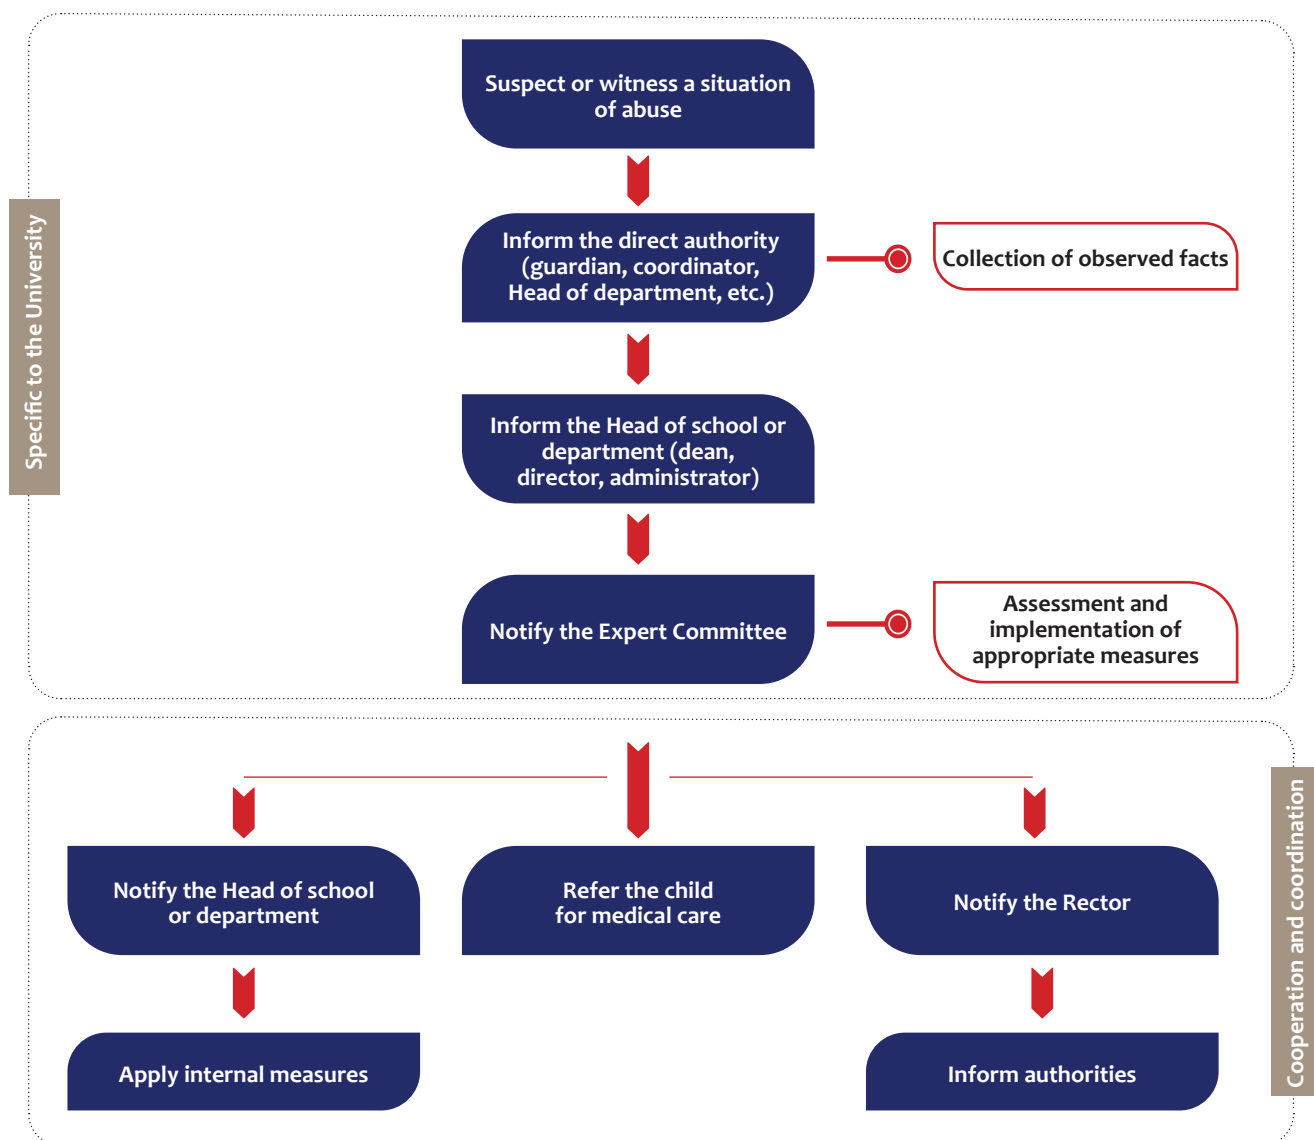 Suspect or witness a situation
of abuse
Specific to the University
Inform the direct authority
(guardian, coordinator,
Head of department, etc.)
Collection of observed facts
Inform the Head of school or
department (dean,
director, administrator)
Notify the Expert Committee
Assessment and
implementation of
appropriate measures
Cooperation and coordination
Notify the Head of school
or department
Refer the child
for medical care
Notify the Rector
Apply internal measures
Inform authorities